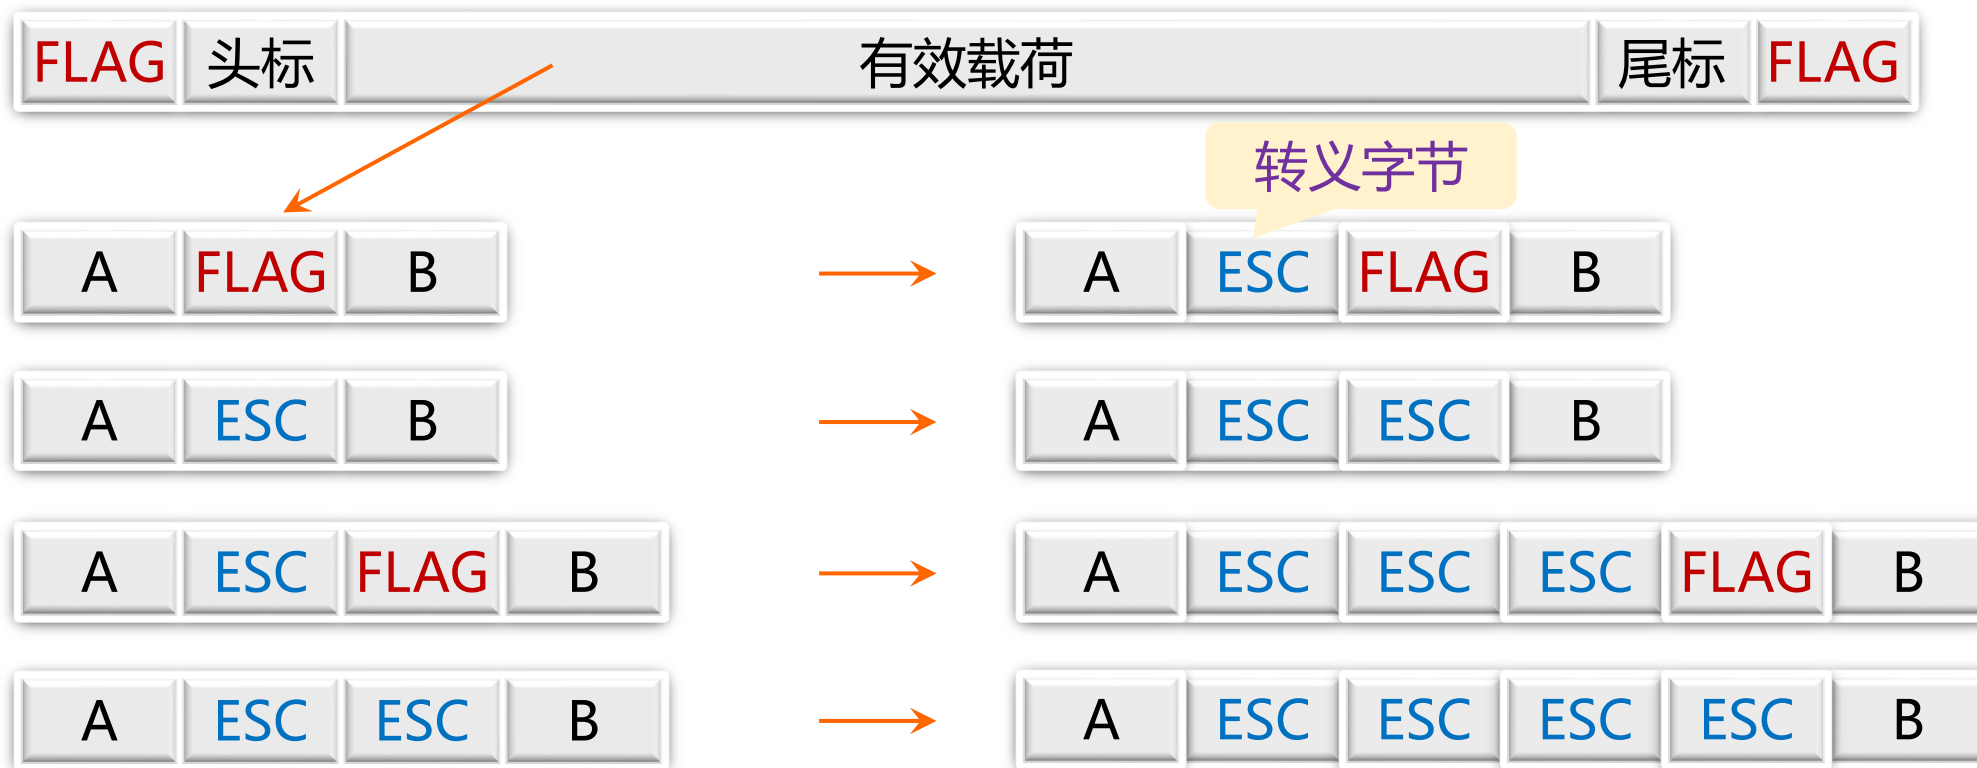 FLAG 头标 有效载荷 尾标 FLAG
转义字节
A FLAG B A ESC FLAG B
A ESC B A ESC ESC B
A ESC FLAG B A ESC ESC ESC FLAG B
A ESC ESC B A ESC ESC ESC ESC B